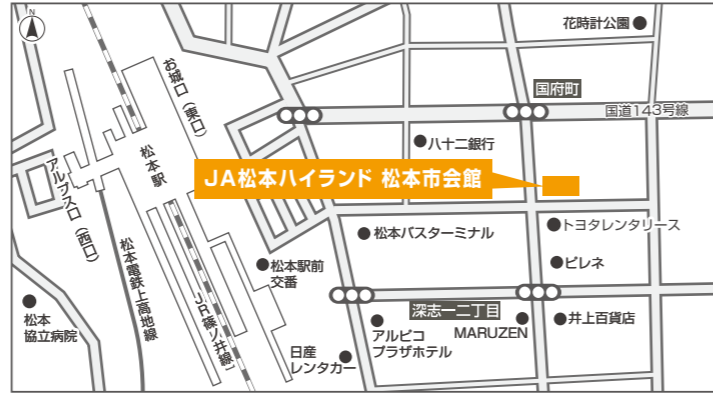 N
花時計公園
国府町
国道143号線
お城口(東口)
八十二銀行
松本駅
JA松本ハイランド 松本市会館
アルプス口(西口)
トヨタレンタリース
松本バスターミナル
松本電鉄上高地線
ピレネ
松本駅前
交番
JR篠ノ井線
深志一二丁目
松本
協立病院
アルピコ
プラザホテル
MARUZEN
井上百貨店
日産
レンタカー